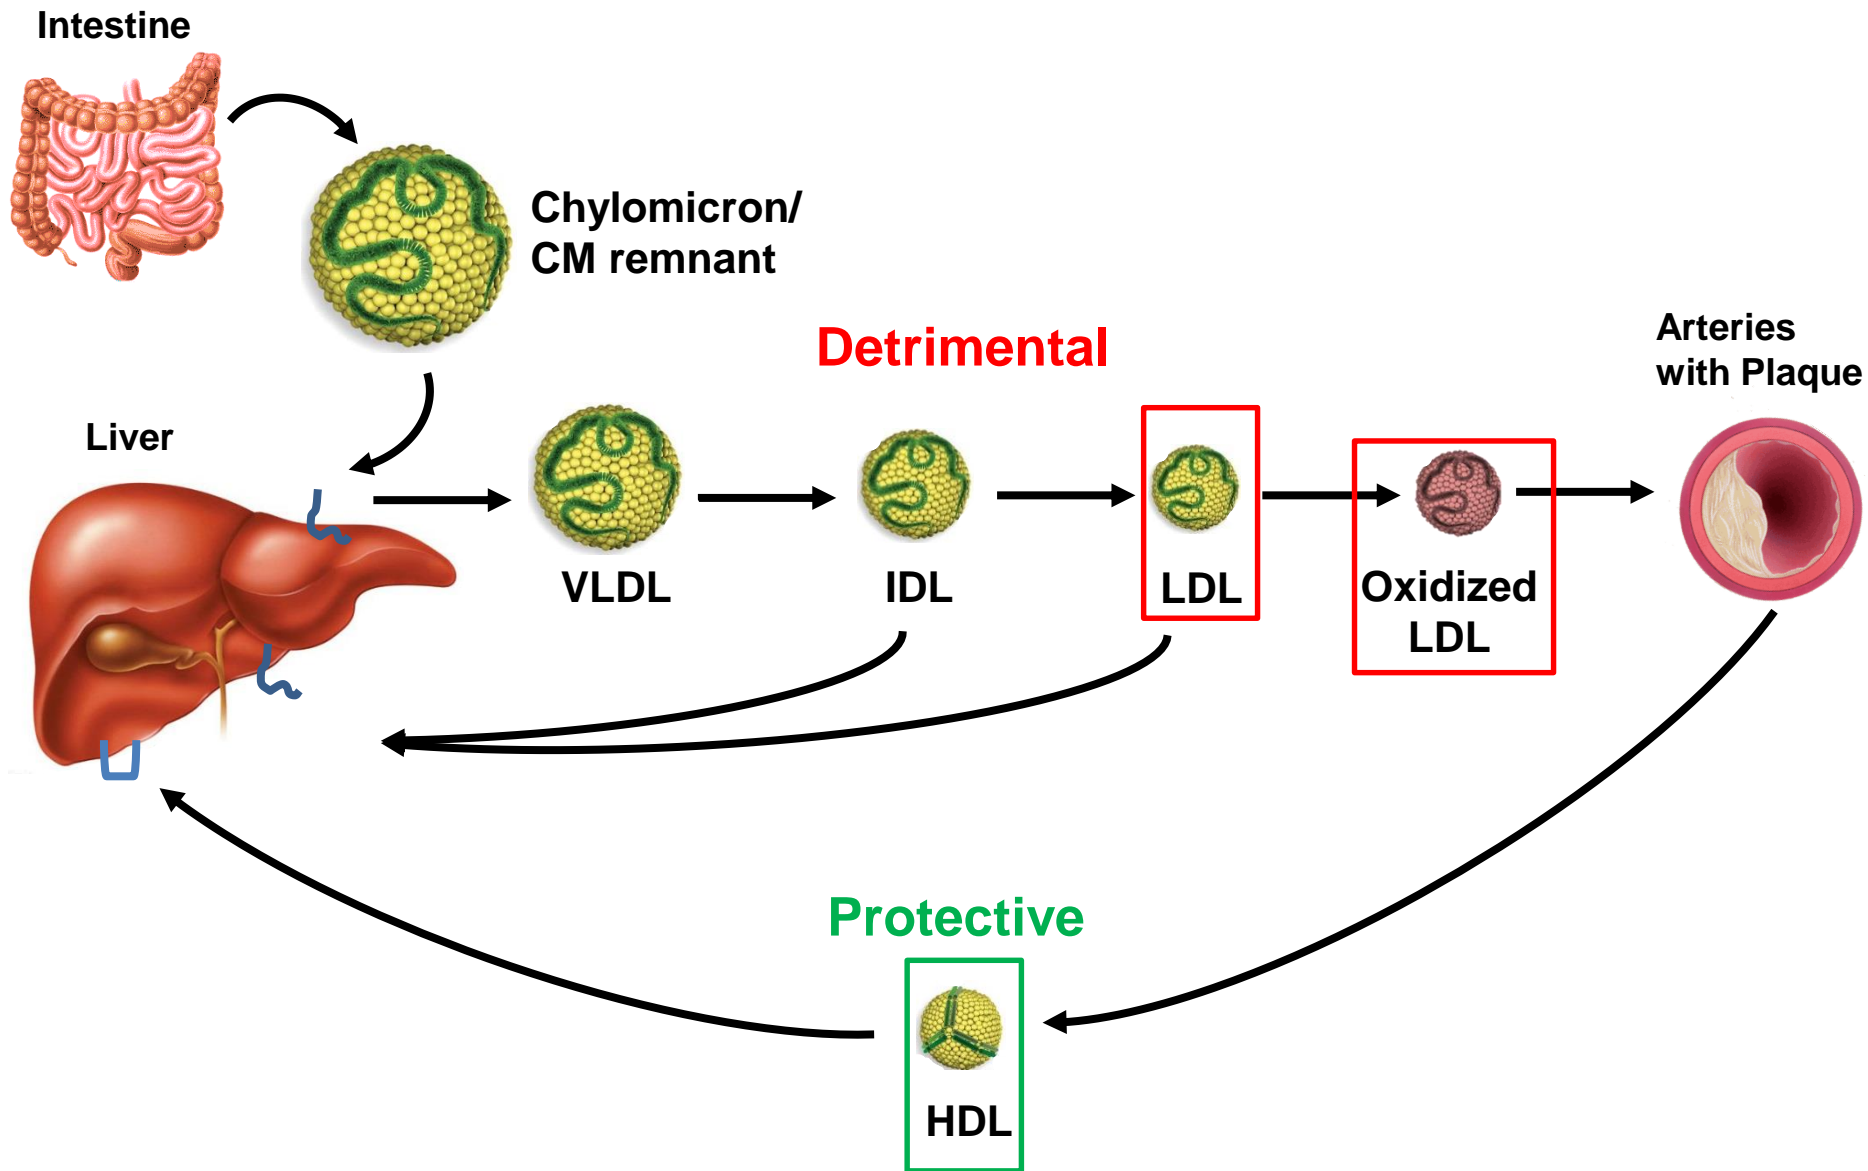 Intestine
Chylomicron/
CM remnant
Detrimental
Arteries
with Plaque
Liver
VLDL
IDL
LDL
Oxidized
LDL
Protective
HDL